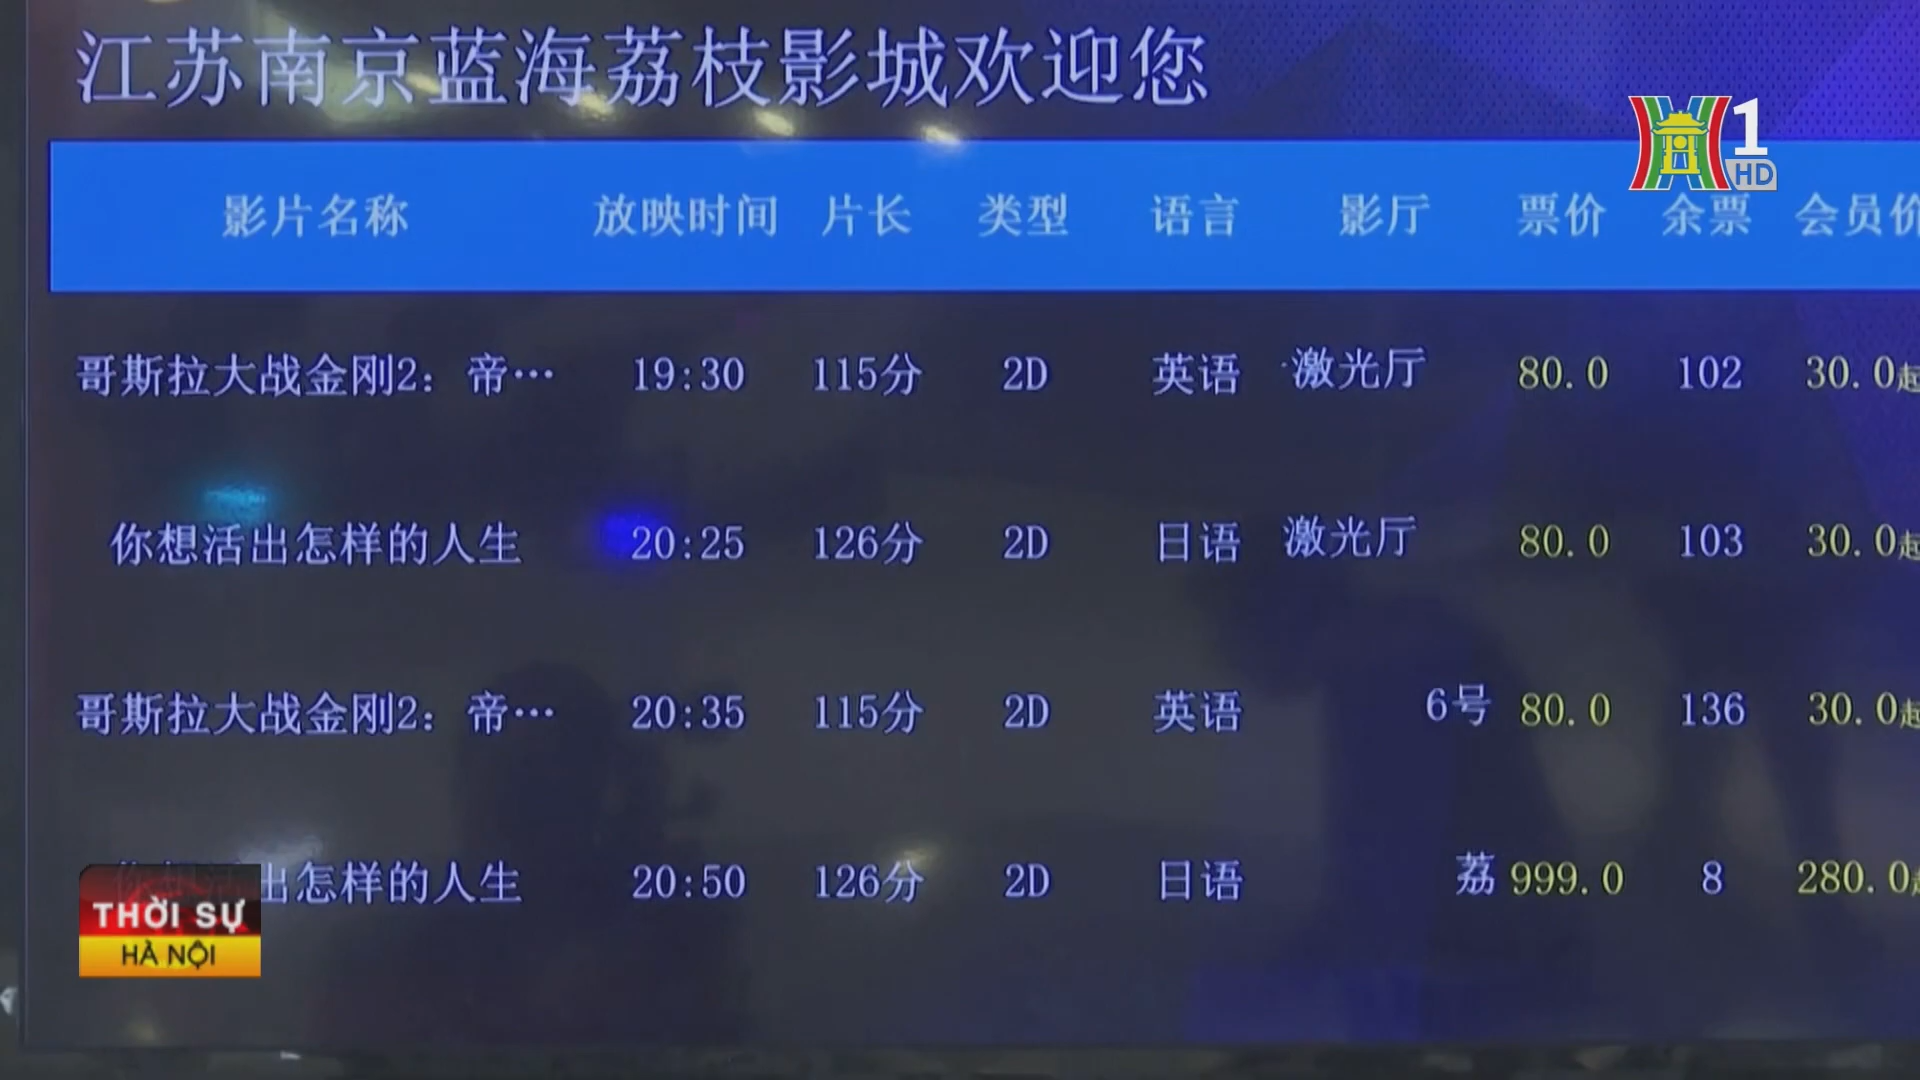 江苏南京蓝海荔枝影城欢迎您
1
HD
影片名称 放映时间 片长 类型 语言 影厅 票价 余票 会员价
哥斯拉大战金刚2：帝… 19:30 115分 2D 英语 激光厅 80.0 102 30.0起
你想活出怎样的人生 20:25 126分 2D 日语 激光厅 80.0 103 30.0起
哥斯拉大战金刚2：帝… 20:35 115分 2D 英语 6号 80.0 136 30.0起
出怎样的人生 20:50 126分 2D 日语 荔 999.0 8 280.0起
THỜI SỰ
HÀ NỘI